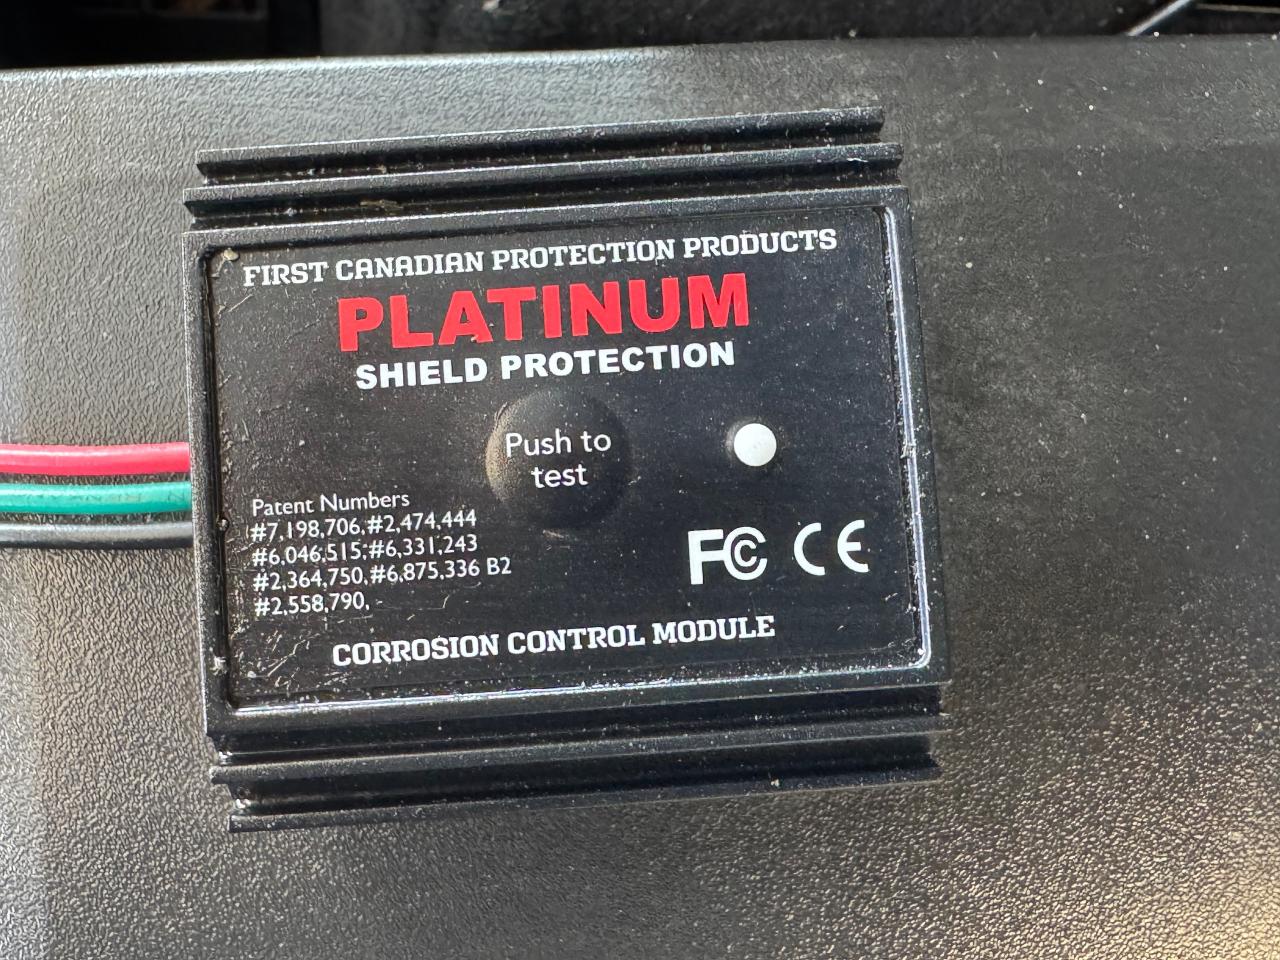 FIRST CANADIAN PROTECTION PRODUCTS
PLATINUM
SHIELD PROTECTION
Push to
test
Patent Numbers
#7,198,706,#2,474,444
#6,046,515;#6,331,243
#2,364,750,#6,875,336 B2
#2,558,790,
FC CE
CORROSION CONTROL MODULE